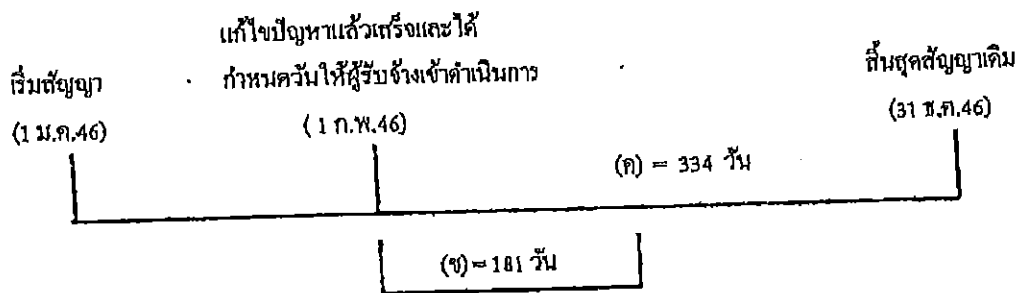 แก้ไขปัญหาแล้วเสร็จและได้
กำหนดวันให้ผู้รับจ้างเข้าดำเนินการ
เริ่มสัญญา
สิ้นสุดสัญญาเดิม
(1 ม.ค.46)
( 1 ก.พ.46)
(31 ธ.ค.46)
(ค) = 334 วัน
(ข) = 181 วัน